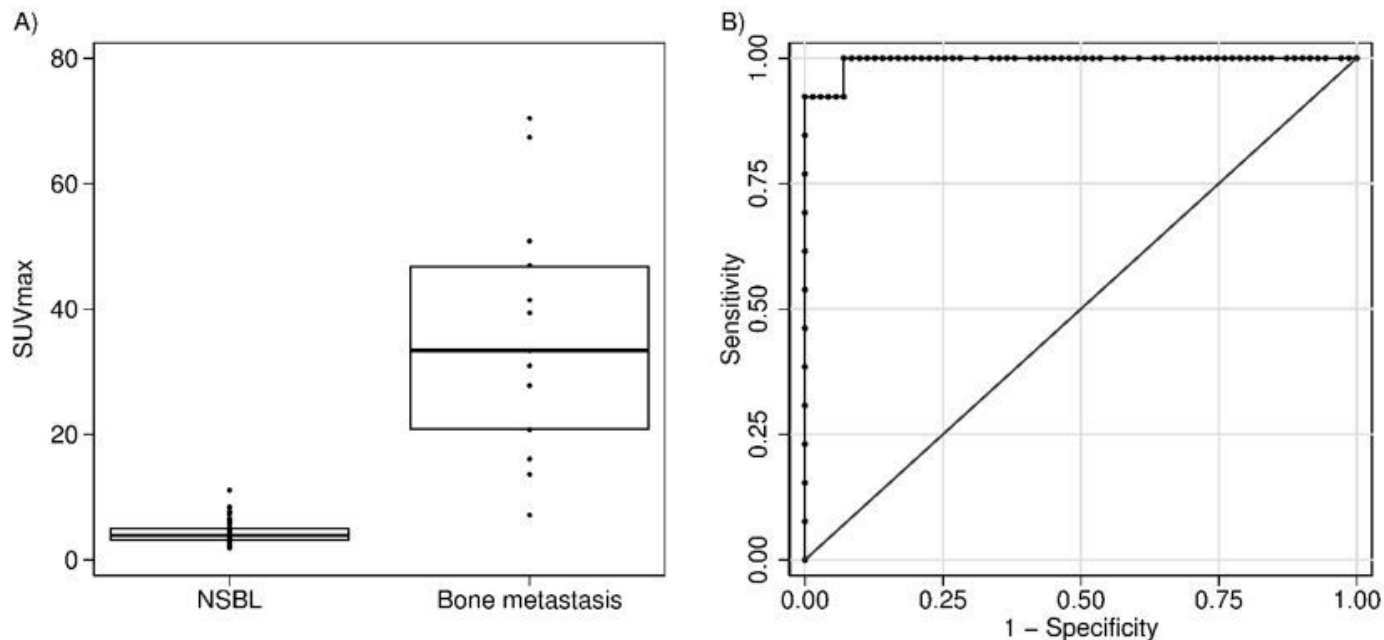 A)
80
60
40
20
0
SUVmax
NSBL
Bone metastasis
B)
1.00
0.75
0.50
0.25
0.00
Sensitivity
0.00
0.25
0.50
0.75
1.00
1 − Specificity